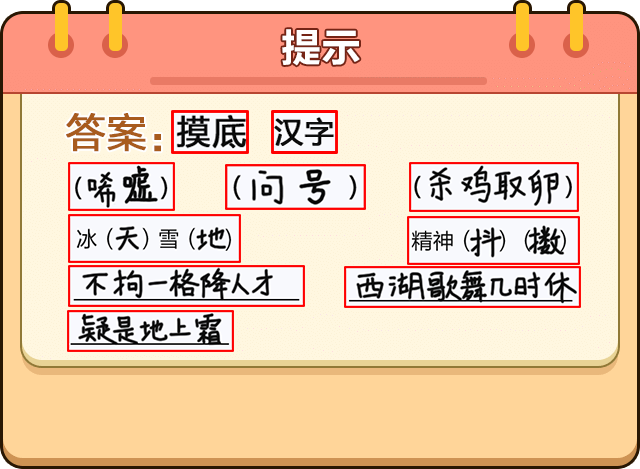 提示
答案: 摸底 汉字
(唏嘘) (问号) (杀鸡取卵)
冰(天)雪(地) 精神(抖)(擞)
不拘一格降人才 西湖歌舞几时休
疑是地上霜